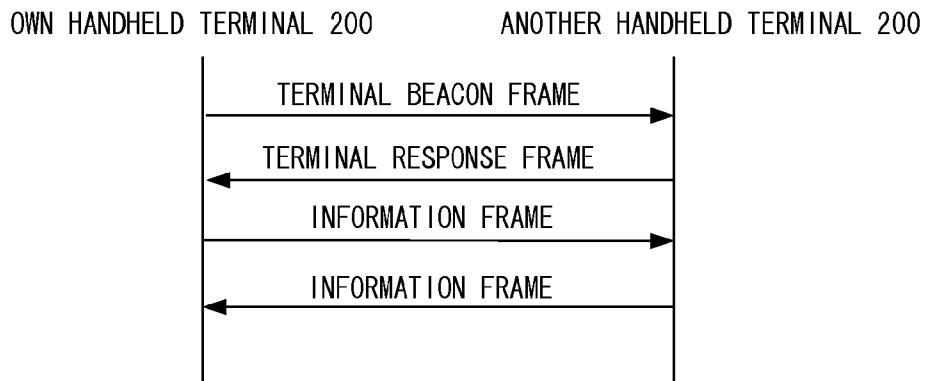 OWN HANDHELD TERMINAL 200
ANOTHER HANDHELD TERMINAL 200
TERMINAL BEACON FRAME
TERMINAL RESPONSE FRAME
INFORMATION FRAME
INFORMATION FRAME